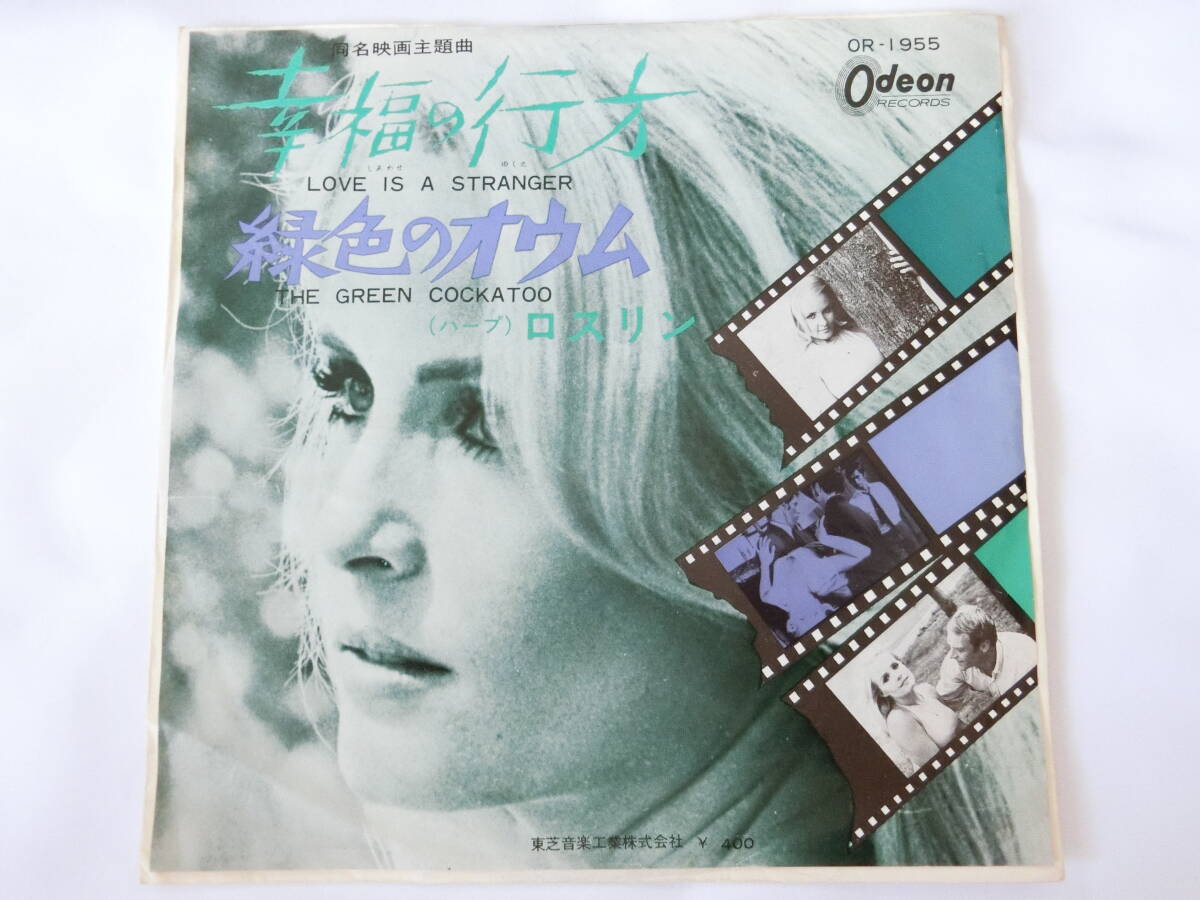 同名映画主題曲
OR-1955
Odeon
RECORDS
幸福の行方
しあわせ ゆくえ
LOVE IS A STRANGER
緑色のオウム
THE GREEN COCKATOO
(ハープ) ロスリン
東芝音楽工業株式会社 ¥ 400